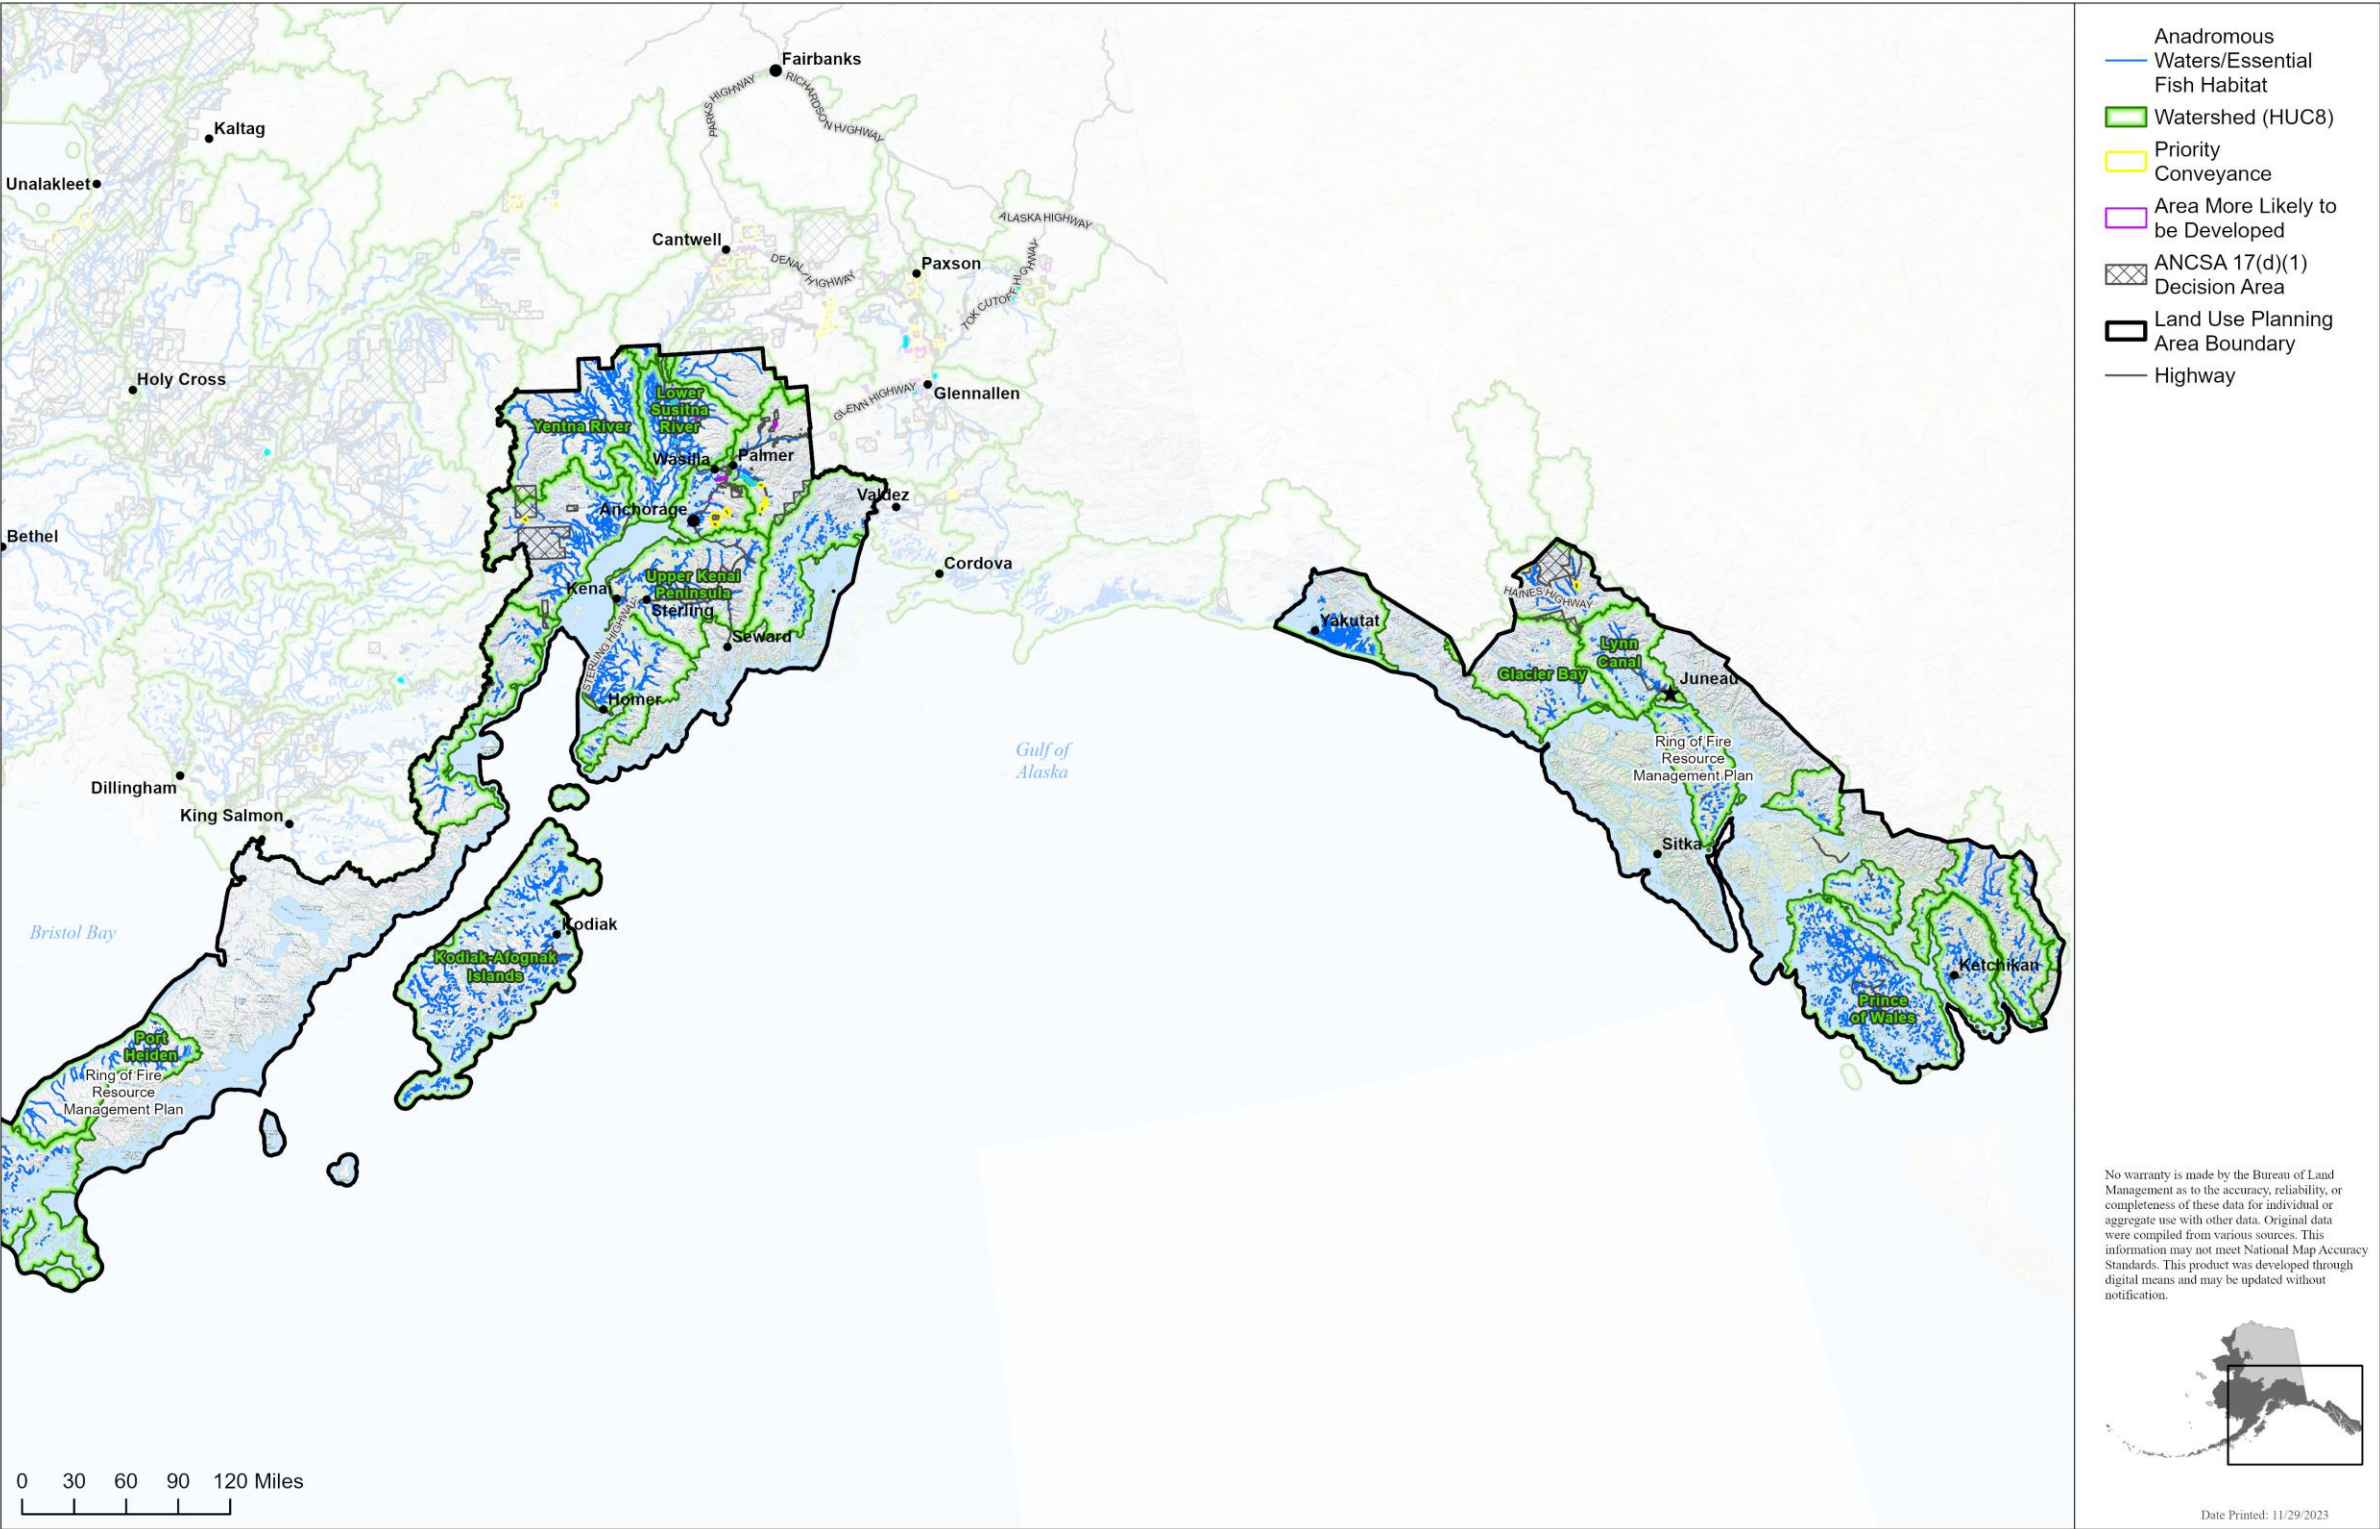 Fairbanks
PARKS HIGHWAY
RICHARDSON HIGHWAY
Kaltag
Unalakleet
ALASKA HIGHWAY
Cantwell
DENALI HIGHWAY
Paxson
TOK CUTOFF HIGHWAY
Holy Cross
GLENN HIGHWAY
Glennallen
Lower
Susitna
River
Yentna River
Wasilla
Palmer
Valdez
Anchorage
Bethel
Cordova
Upper Kenai
Peninsula
Kenai
Sterling
STERLING HIGHWAY
Seward
Homer
HAINES HIGHWAY
Yakutat
Lynn
Canal
Glacier Bay
Juneau
Gulf of
Alaska
Ring of Fire
Resource
Management Plan
Dillingham
King Salmon
Sitka
Bristol Bay
Kodiak
Kodiak-Afognak
Islands
Ketchikan
Prince
of Wales
Port
Heiden
Ring of Fire
Resource
Management Plan
0 30 60 90 120 Miles
Anadromous
Waters/Essential
Fish Habitat
Watershed (HUC8)
Priority
Conveyance
Area More Likely to
be Developed
ANCSA 17(d)(1)
Decision Area
Land Use Planning
Area Boundary
Highway
No warranty is made by the Bureau of Land
Management as to the accuracy, reliability, or
completeness of these data for individual or
aggregate use with other data. Original data
were compiled from various sources. This
information may not meet National Map Accuracy
Standards. This product was developed through
digital means and may be updated without
notification.
Date Printed: 11/29/2023